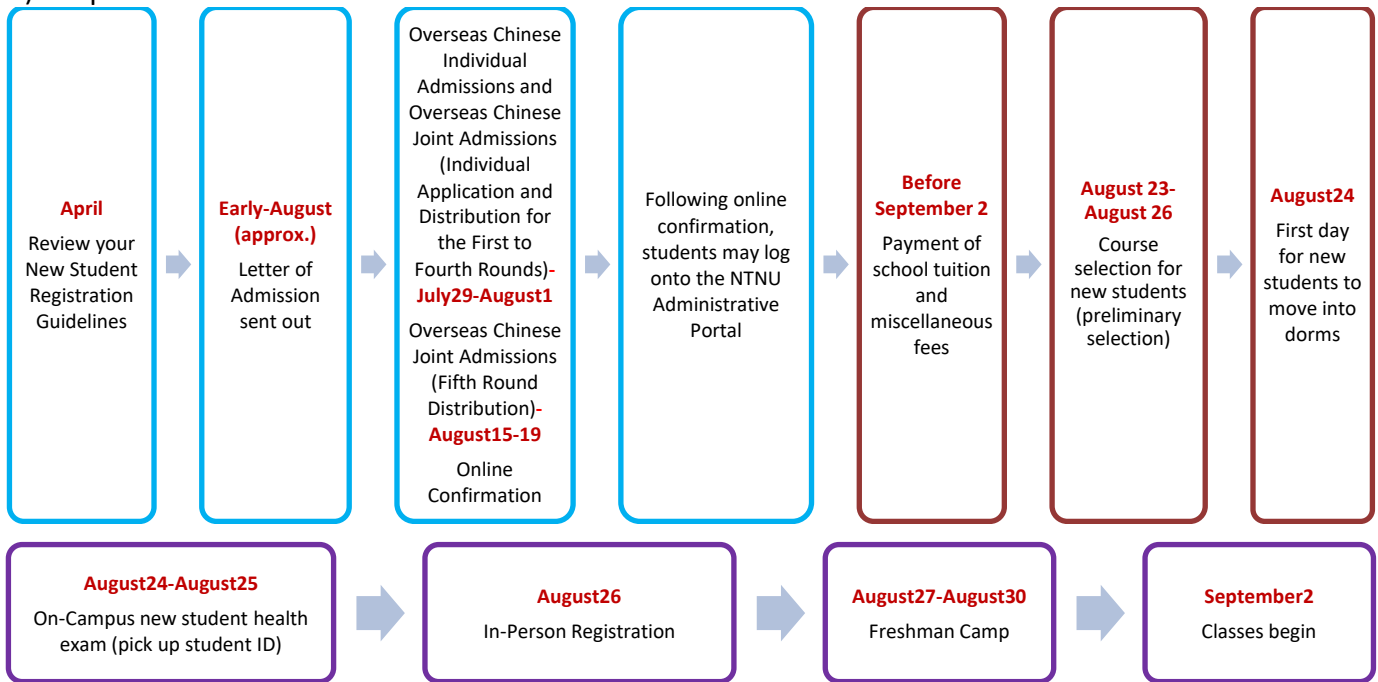 April
Review your
New Student
Registration
Guidelines
Early-August
(approx.)
Letter of
Admission
sent out
Overseas Chinese
Individual
Admissions and
Overseas Chinese
Joint Admissions
(Individual
Application and
Distribution for
the First to
Fourth Rounds)-
July29-August1
Overseas Chinese
Joint Admissions
(Fifth Round
Distribution)-
August15-19
Online
Confirmation
Following online
confirmation,
students may log
onto the NTNU
Administrative
Portal
Before
September 2
Payment of
school tuition
and
miscellaneous
fees
August 23-
August 26
Course
selection for
new students
(preliminary
selection)
August24
First day
for new
students to
move into
dorms
August24-August25
On-Campus new student health
exam (pick up student ID)
August26
In-Person Registration
August27-August30
Freshman Camp
September2
Classes begin